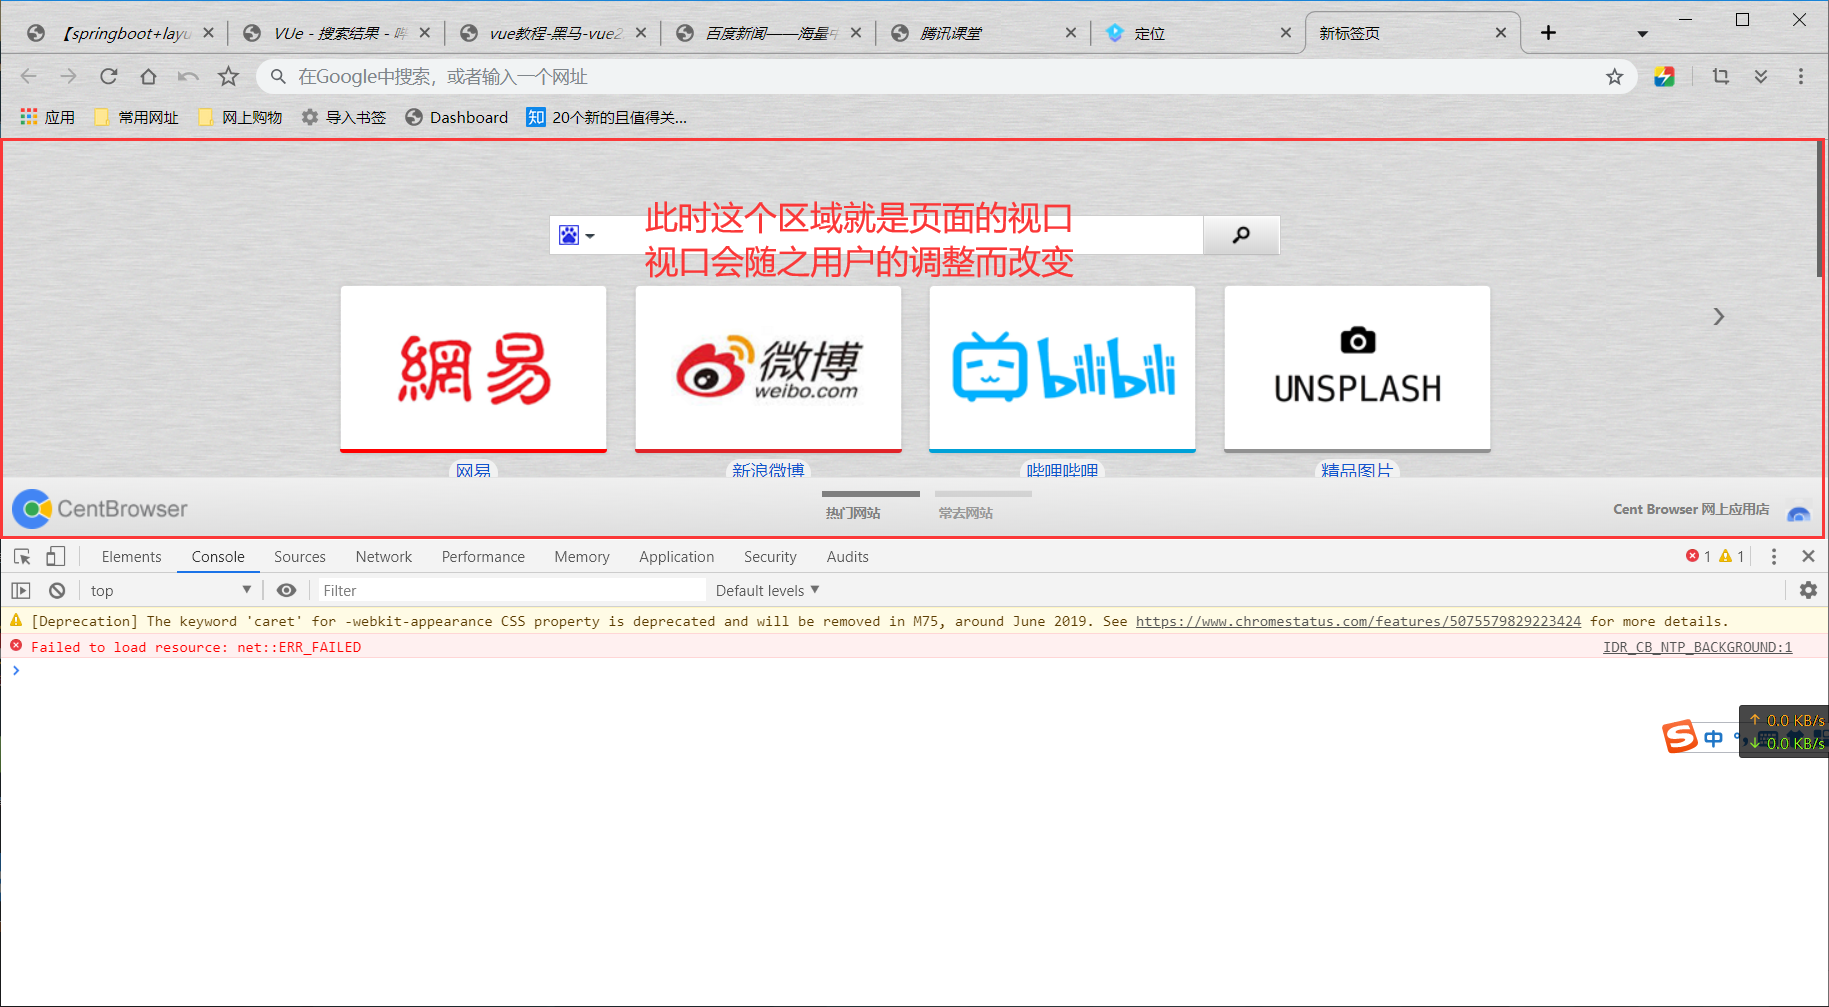 【springboot+layu
VUe - 搜索结果 - 哔
vue教程-黑马-vue2
百度新闻——海量中
腾讯课堂
定位
新标签页
在Google中搜索，或者输入一个网址
应用
常用网址
网上购物
导入书签
Dashboard
知 20个新的且值得关...
此时这个区域就是页面的视口
视口会随之用户的调整而改变
網易
微博
weibo.com
bilibili
UNSPLASH
网易
新浪微博
哔哩哔哩
精品图片
CentBrowser
热门网站
常去网站
Cent Browser 网上应用店
Elements
Console
Sources
Network
Performance
Memory
Application
Security
Audits
1
1
top
Filter
Default levels
[Deprecation] The keyword 'caret' for -webkit-appearance CSS property is deprecated and will be removed in M75, around June 2019. See https://www.chromestatus.com/features/5075579829223424 for more details.
Failed to load resource: net::ERR_FAILED
IDR_CB_NTP_BACKGROUND:1
S 中
↑ 0.0 KB/s
↓ 0.0 KB/s